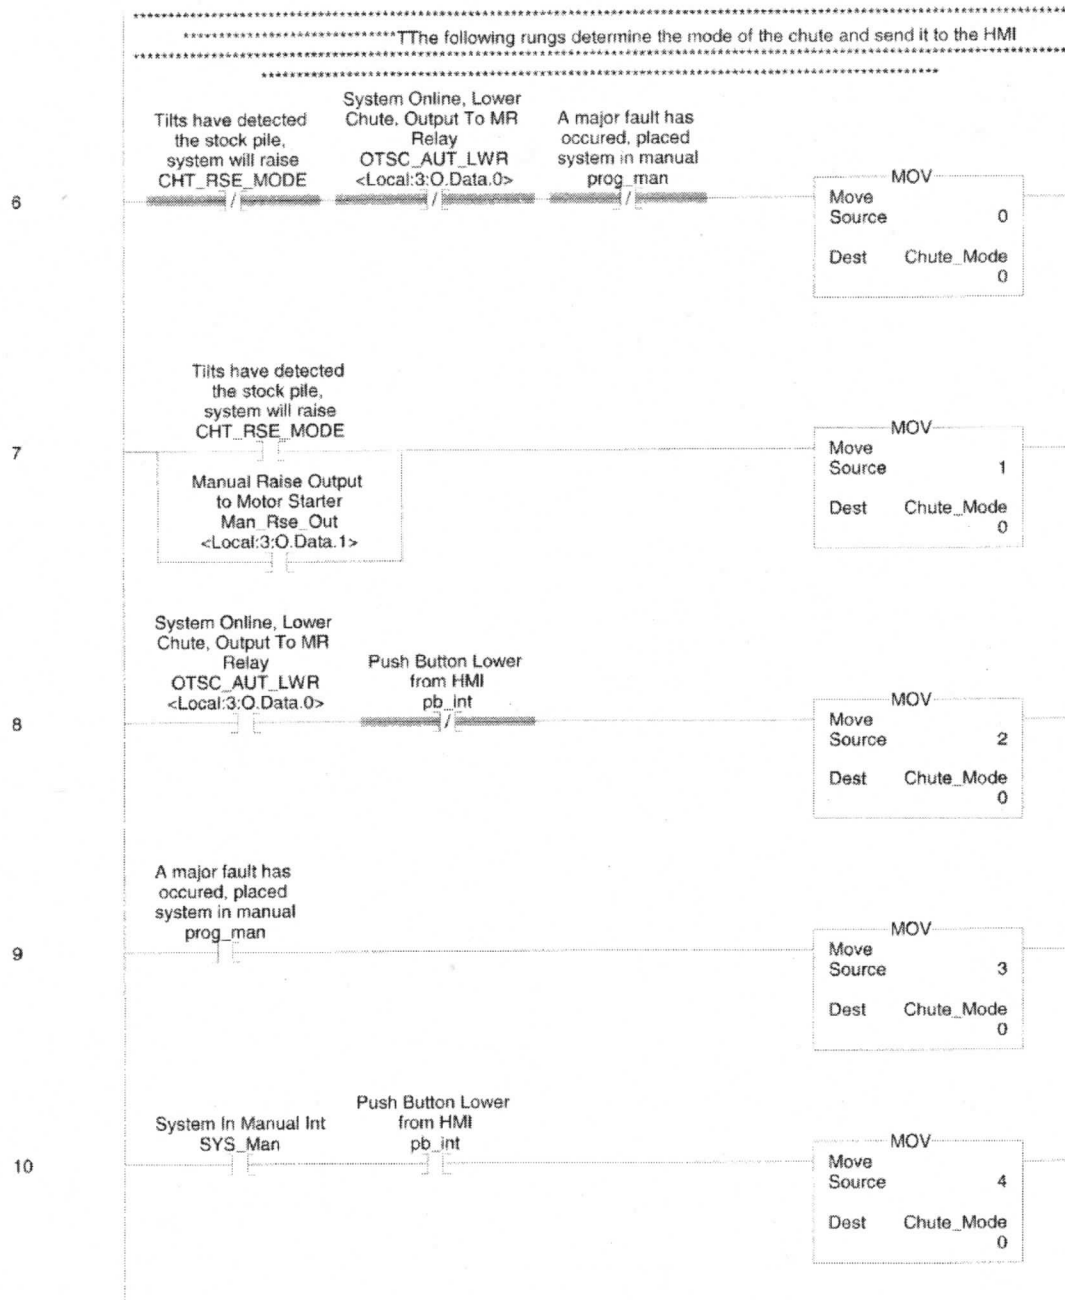 ********************************************************************************
******************************TThe following rungs determine the mode of the chute and send it to the HMI
********************************************************************************
********************************************************************************
Tilts have detected
the stock pile,
system will raise
CHT_RSE_MODE
System Online, Lower
Chute, Output To MR
Relay
OTSC_AUT_LWR
<Local:3:O.Data.0>
A major fault has
occured, placed
system in manual
prog_man
6
MOV
Move
Source 0
Dest Chute_Mode
0
Tilts have detected
the stock pile,
system will raise
CHT_RSE_MODE
Manual Raise Output
to Motor Starter
Man_Rse_Out
<Local:3:O.Data.1>
7
MOV
Move
Source 1
Dest Chute_Mode
0
System Online, Lower
Chute, Output To MR
Relay
OTSC_AUT_LWR
<Local:3:O.Data.0>
Push Button Lower
from HMI
pb_int
8
MOV
Move
Source 2
Dest Chute_Mode
0
A major fault has
occured, placed
system in manual
prog_man
9
MOV
Move
Source 3
Dest Chute_Mode
0
System In Manual Int
SYS_Man
Push Button Lower
from HMI
pb_int
10
MOV
Move
Source 4
Dest Chute_Mode
0